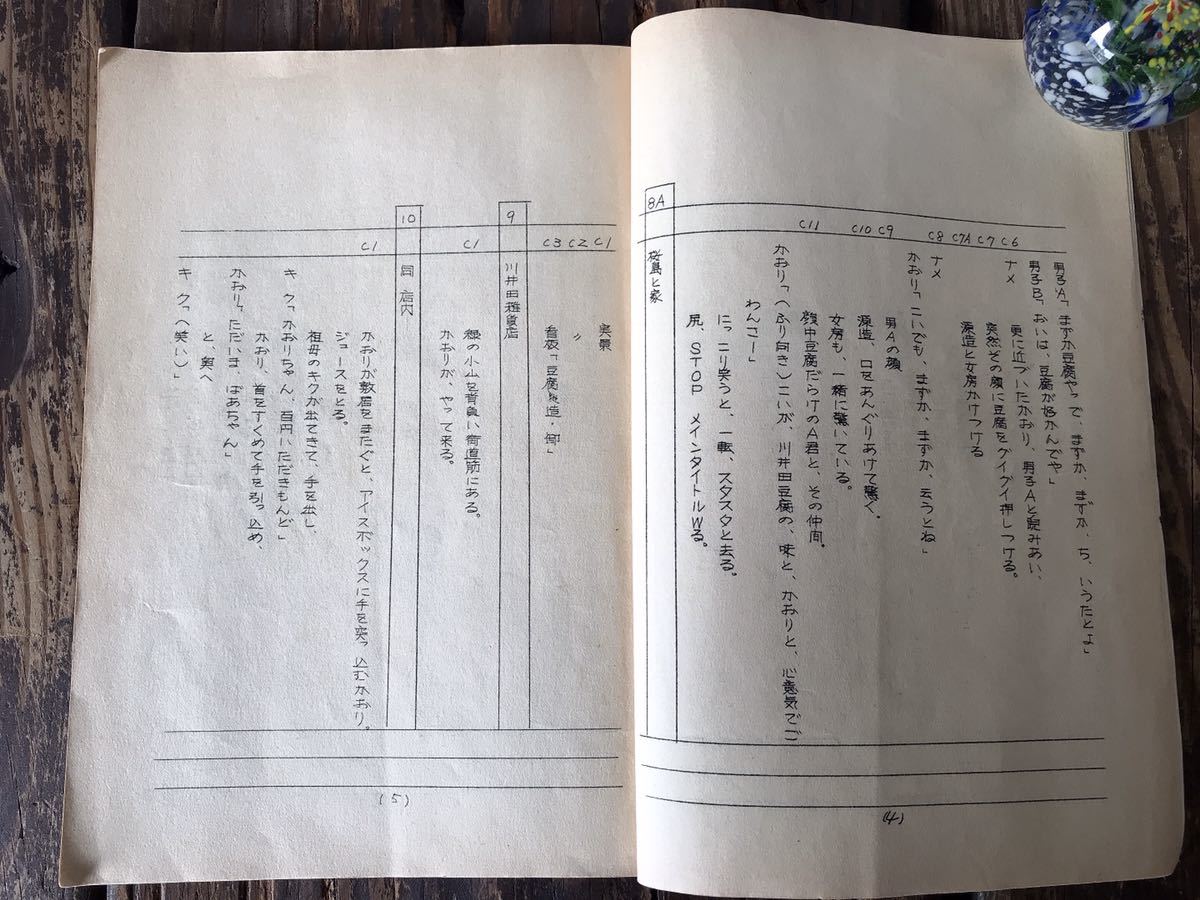 男子A「まずか豆腐やっで、まずか、まずか、ち、いうたとよ」
C6
男子B「おいは、豆腐が好かんでや」
更に近づいたかおり、男子Aと睨みあい、
C7 ナメ
突然その顔に豆腐をグイグイ押しつける。
C7A
源造と女房かけつける
C8 ナメ
かおり「こいでも、まずか、まずか、云うとね」
C9
男Aの顔
C10
源造、口をあんぐりあけて驚く。
女房も、一緒に驚いている。
C11
顔中豆腐だらけのA君と、その仲間。
かおり「(ふり向き)こいが、川井田豆腐の、味と、かおりと、心意気でご
わんさー」
にっこり笑うと、一転、スタスタと去る。
尻、STOP メインタイトルWる。
8A 桜島と家
C1 実景
C2 〃
C3 看板「豆腐製造・卸」
9 川井田雑貨店
C1
緑の小山を背負い街道筋にある。
かおりが、やって来る。
10 同 店内
C1
かおりが敷居をまたぐと、アイスボックスに手を突っ込むかおり。
ジュースをとる。
祖母のキクが出てきて、手を出し、
キク「かおりちゃん、百円いただきもんど」
かおり、首をすくめて手を引っ込め、
かおり「ただいま、ばあちゃん」
と、奥へ
キク「(笑い)」
(4)
(5)